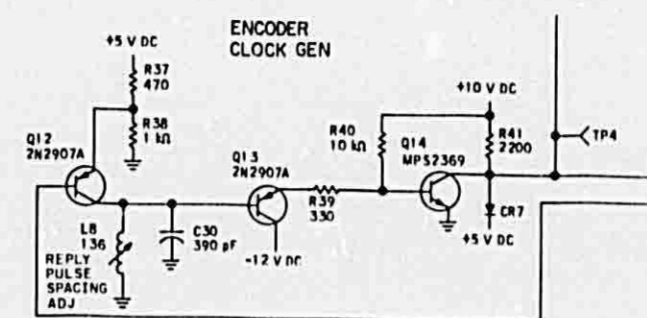 ENCODER
CLOCK GEN
+5 V DC
R37
470
R38
1 kΩ
Q12
2N2907A
L8
136
REPLY
PULSE
SPACING
ADJ
C30
390 pF
Q13
2N2907A
-12 V DC
R39
330
R40
10 kΩ
Q14
MPS2369
+10 V DC
R41
2200
CR7
+5 V DC
TP4